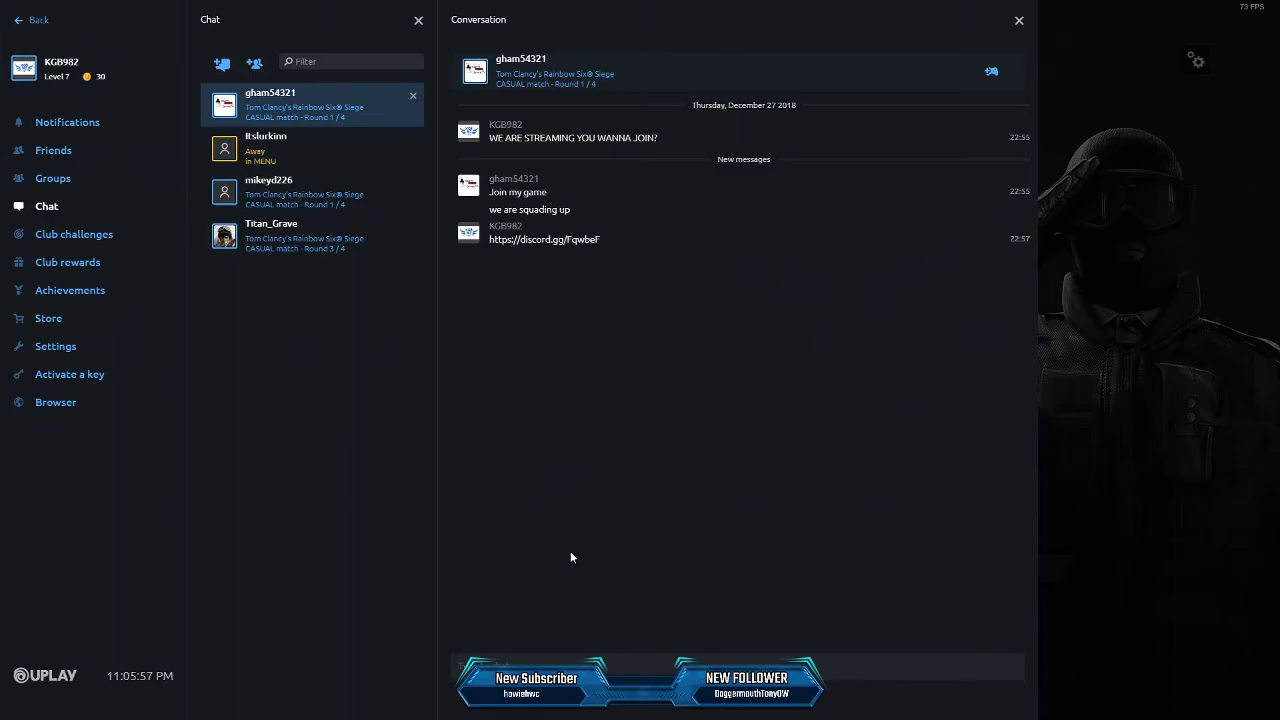 73 FPS
Back
KGB982
Level 7 30
Notifications
Friends
Groups
Chat
Club challenges
Club rewards
Achievements
Store
Settings
Activate a key
Browser
UPLAY 11:05:57 PM
Chat
Filter
gham54321
Tom Clancy's Rainbow Six® Siege
CASUAL match - Round 1 / 4
Itslurkinn
Away
in MENU
mikeyd226
Tom Clancy's Rainbow Six® Siege
CASUAL match - Round 1 / 4
Titan_Grave
Tom Clancy's Rainbow Six® Siege
CASUAL match - Round 3 / 4
Conversation
gham54321
Tom Clancy's Rainbow Six® Siege
CASUAL match - Round 1 / 4
Thursday, December 27 2018
KGB982
WE ARE STREAMING YOU WANNA JOIN? 22:55
New messages
gham54321
Join my game 22:55
we are squading up
KGB982
https://discord.gg/FqwbeF 22:57
New Subscriber
howiehwc
NEW FOLLOWER
DaggermouthTonyOW